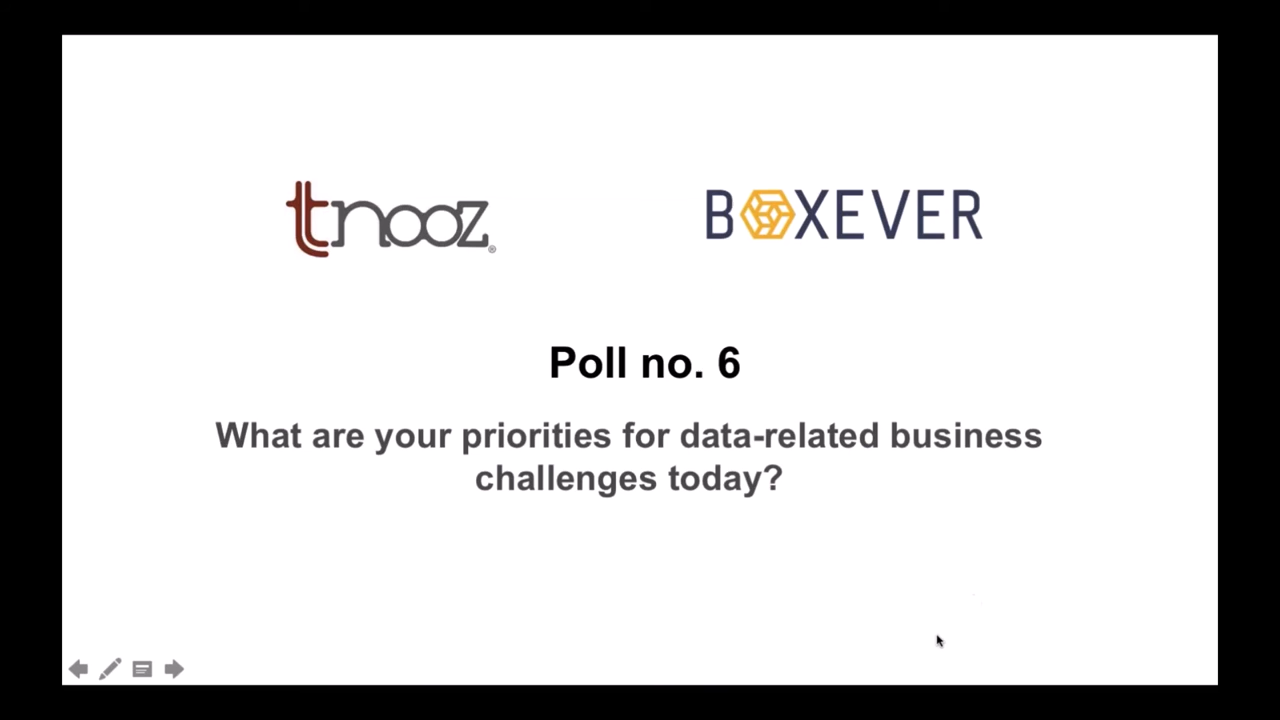 tnooz®
BOXEVER
Poll no. 6
What are your priorities for data-related business
challenges today?